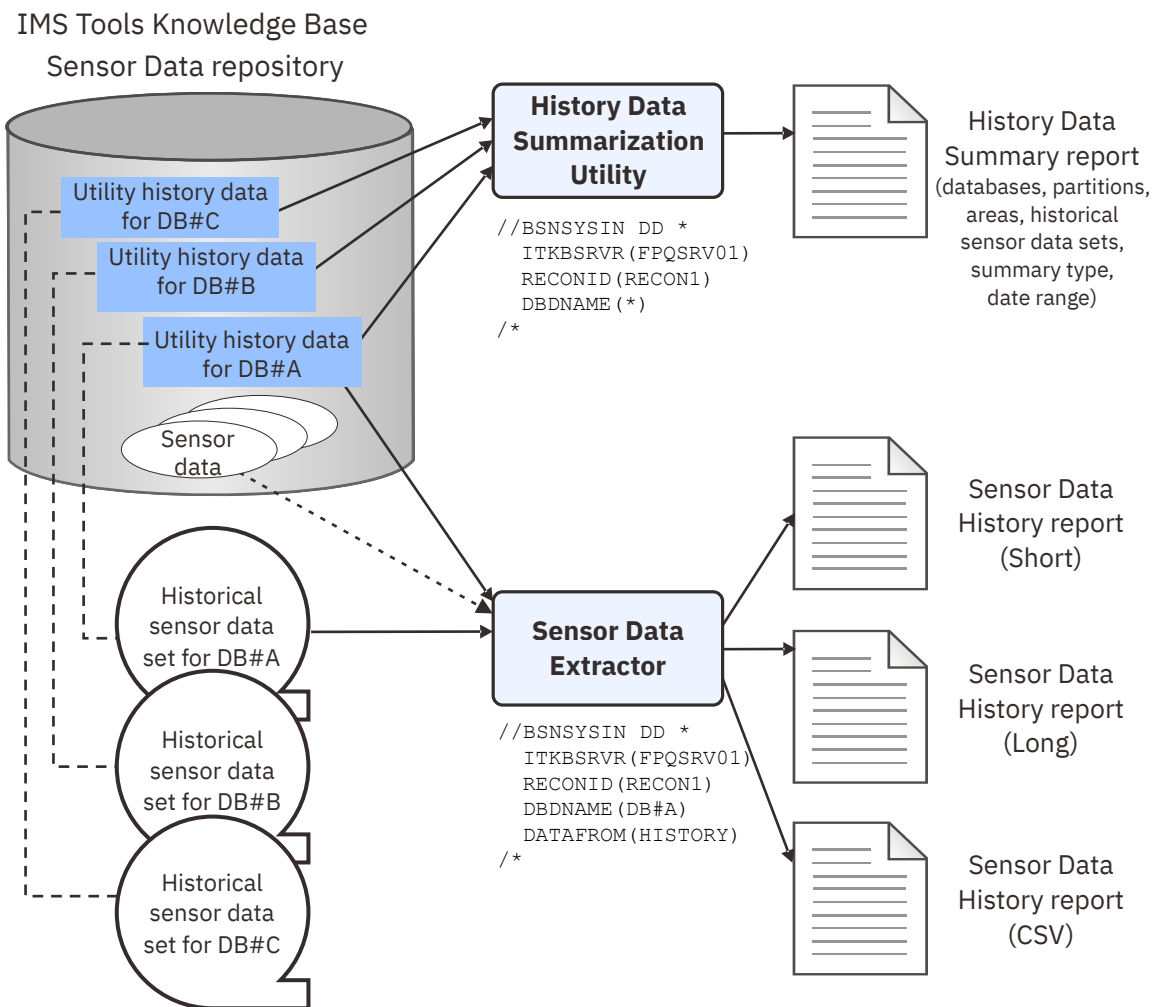 IMS Tools Knowledge Base
Sensor Data repository
Utility history data
for DB#C
Utility history data
for DB#B
Utility history data
for DB#A
Sensor
data
History Data
Summarization
Utility
//BSNSYSIN DD *
ITKBSRVR(FPQSRV01)
RECONID(RECON1)
DBDNAME(*)
/*
History Data
Summary report
(databases, partitions,
areas, historical
sensor data sets,
summary type,
date range)
Historical
sensor data
set for DB#A
Historical
sensor data
set for DB#B
Historical
sensor data
set for DB#C
Sensor Data
Extractor
//BSNSYSIN DD *
ITKBSRVR(FPQSRV01)
RECONID(RECON1)
DBDNAME(DB#A)
DATAFROM(HISTORY)
/*
Sensor Data
History report
(Short)
Sensor Data
History report
(Long)
Sensor Data
History report
(CSV)